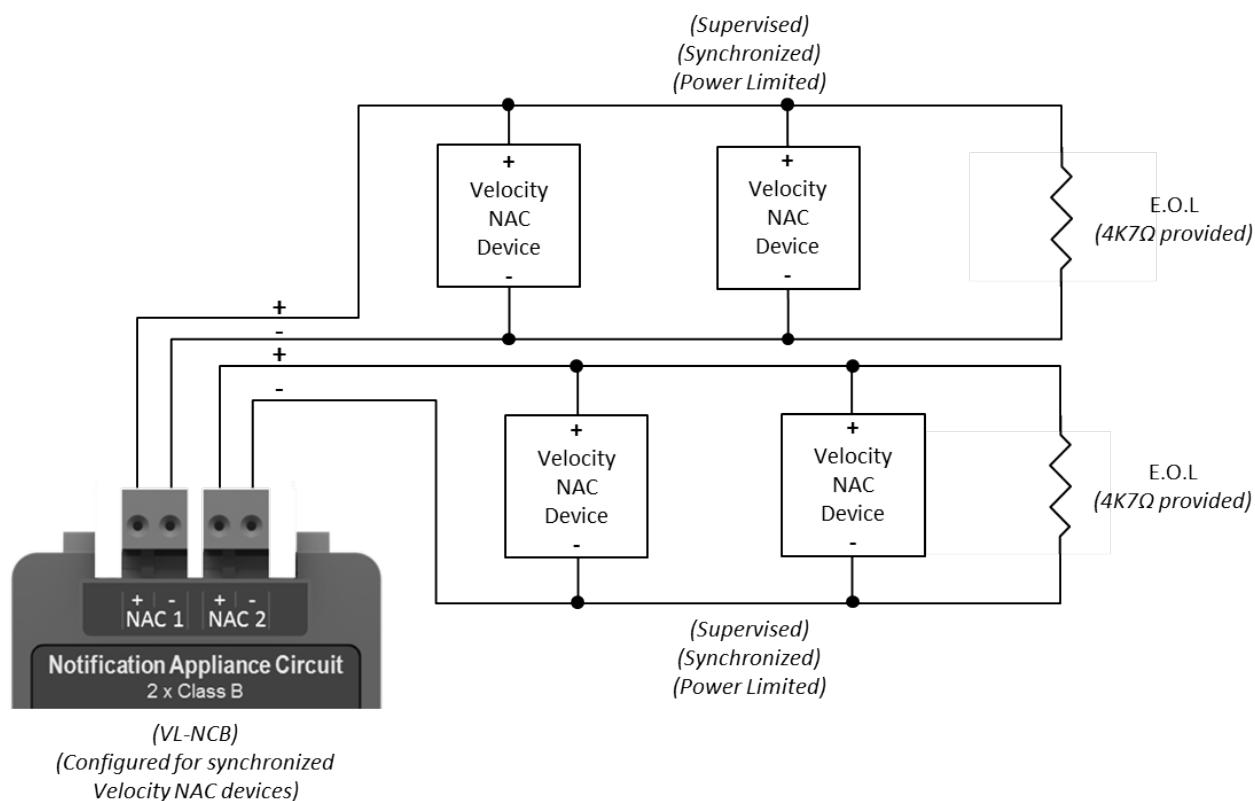 (Supervised)
(Synchronized)
(Power Limited)
+
Velocity
NAC
Device
-
+
Velocity
NAC
Device
-
E.O.L
(4K7Ω provided)
+
-
+
-
+
Velocity
NAC
Device
-
+
Velocity
NAC
Device
-
E.O.L
(4K7Ω provided)
+ - + -
NAC 1 NAC 2
Notification Appliance Circuit
2 x Class B
(Supervised)
(Synchronized)
(Power Limited)
(VL-NCB)
(Configured for synchronized
Velocity NAC devices)